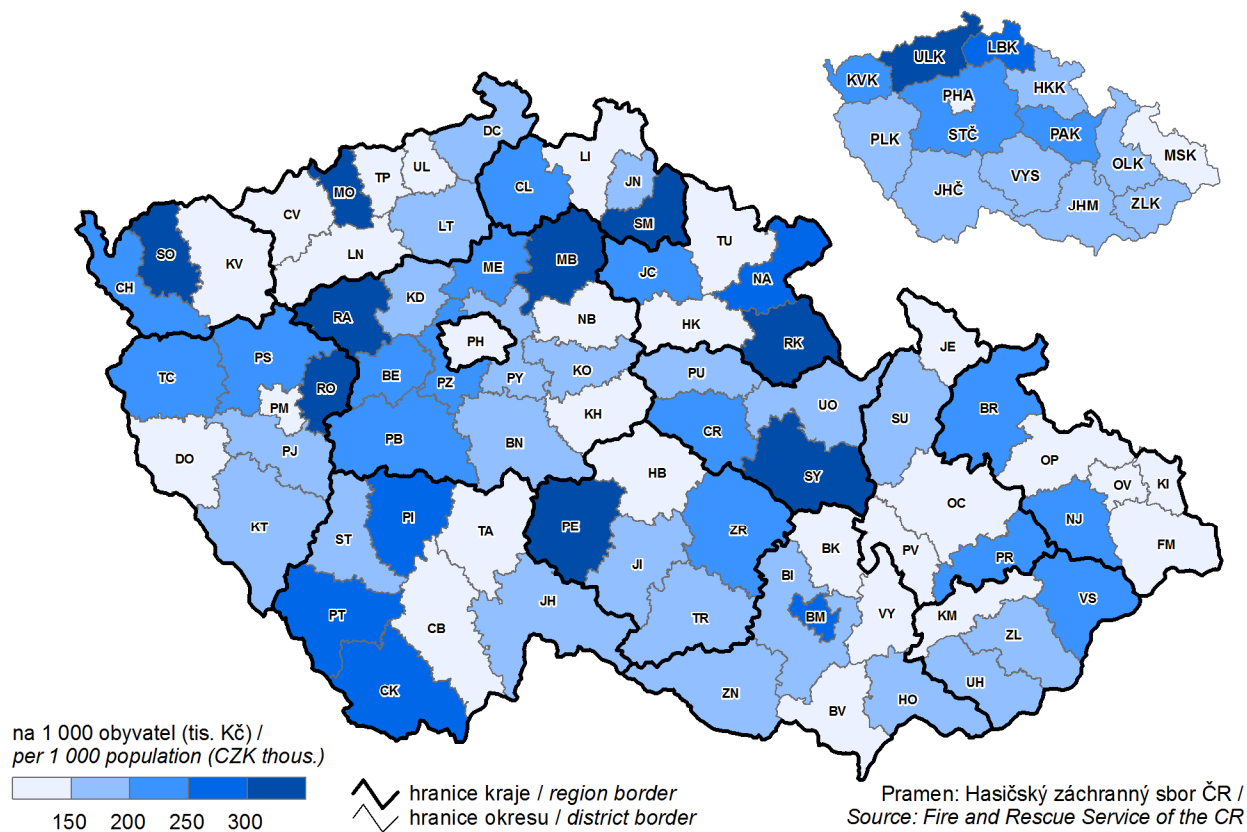 ULK
LBK
KVK
HKK
PHA
STČ
PAK
PLK
OLK
MSK
VYS
JHČ
JHM
ZLK
DC
LI
UL
TP
MO
JN
CL
CV
SM
LT
TU
SO
LN
KV
MB
ME
JC
NA
CH
KD
RA
NB
HK
PH
RK
JE
PS
TC
BE
RO
PZ
PY
KO
PU
PM
KH
UO
BR
SU
PB
CR
DO
BN
PJ
HB
SY
OP
OV
KI
OC
PI
TA
PE
NJ
KT
ST
ZR
BK
PV
PR
FM
JI
BI
JH
VS
PT
CB
TR
BM
VY
KM
ZL
CK
ZN
UH
HO
BV
na 1 000 obyvatel (tis. Kč) /
per 1 000 population (CZK thous.)
150 200 250 300
hranice kraje / region border
hranice okresu / district border
Pramen: Hasičský záchranný sbor ČR /
Source: Fire and Rescue Service of the CR